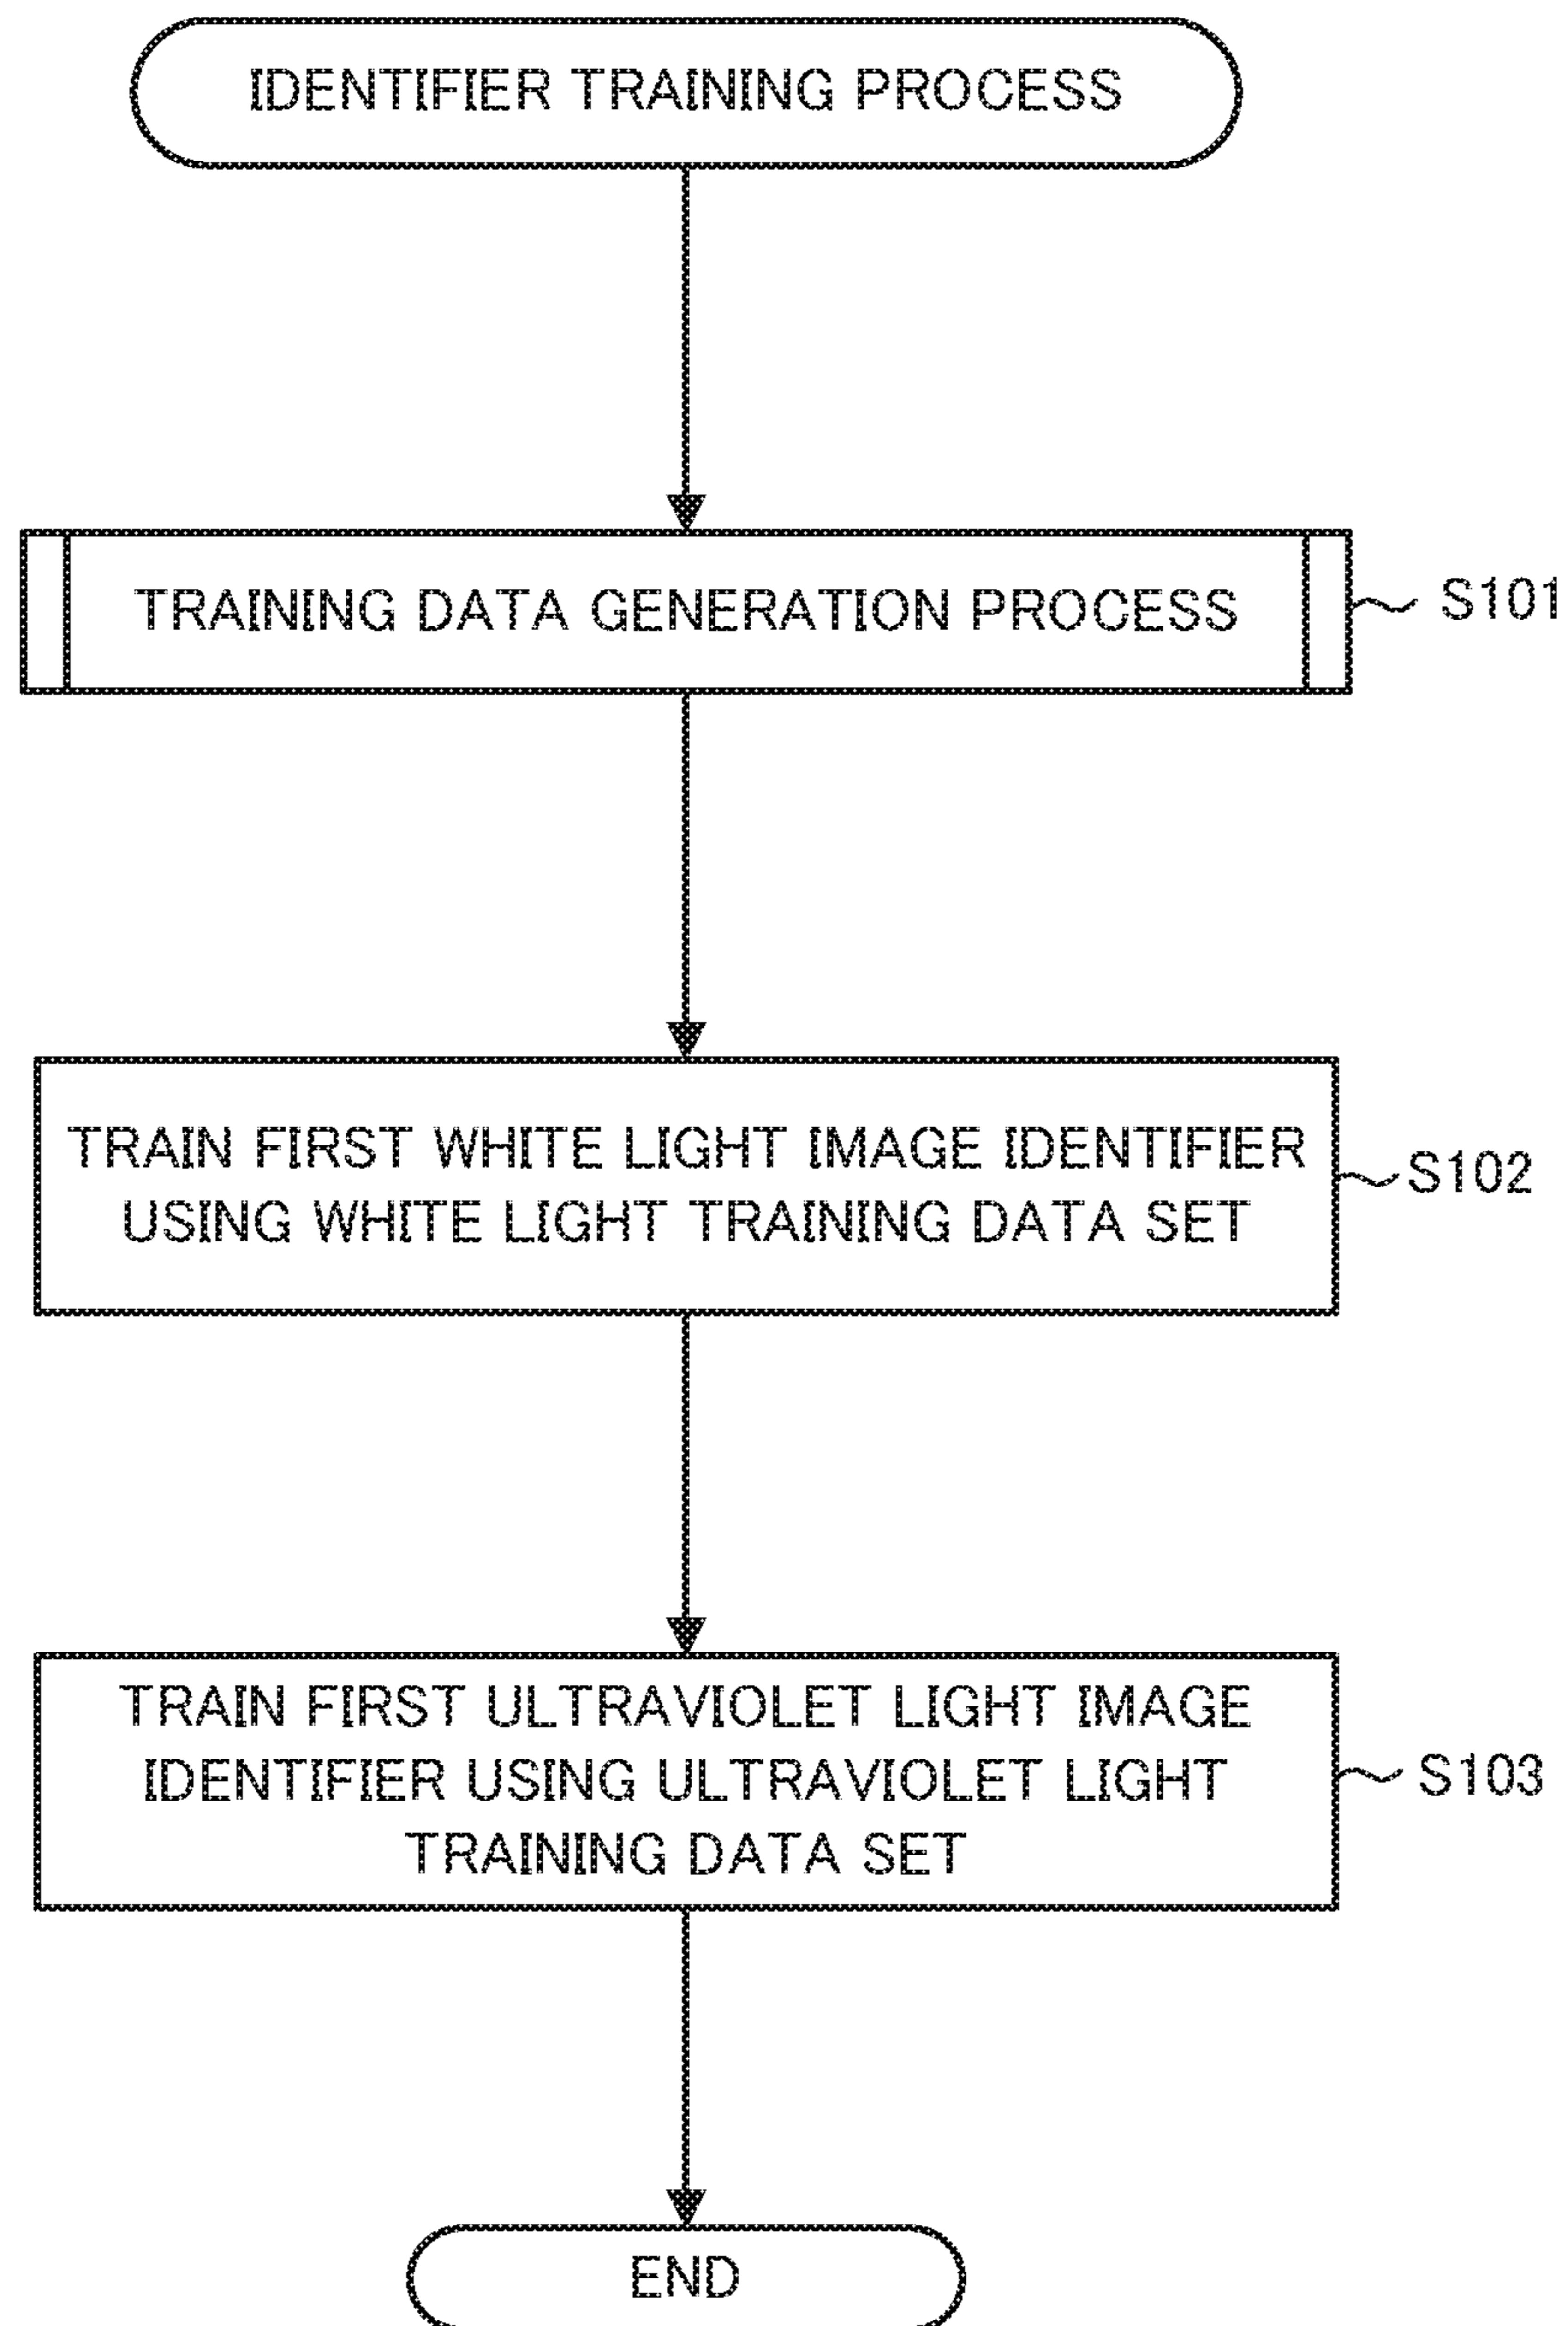 IDENTIFIER TRAINING PROCESS
TRAINING DATA GENERATION PROCESS
S101
TRAIN FIRST WHITE LIGHT IMAGE IDENTIFIER
USING WHITE LIGHT TRAINING DATA SET
S102
TRAIN FIRST ULTRAVIOLET LIGHT IMAGE
IDENTIFIER USING ULTRAVIOLET LIGHT
TRAINING DATA SET
S103
END